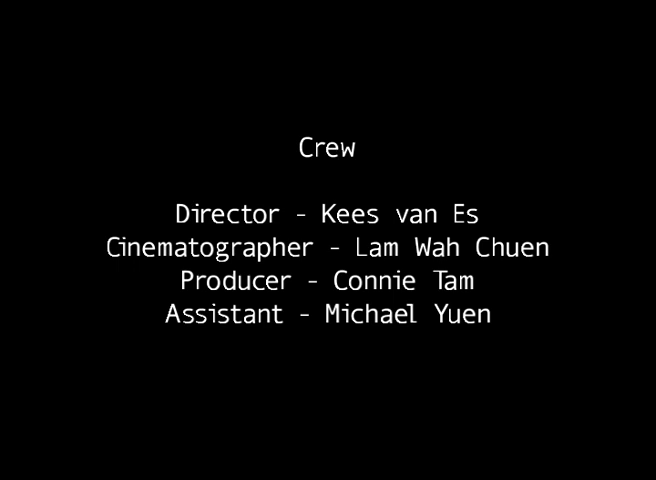 Crew
Director - Kees van Es
Cinematographer - Lam Wah Chuen
Producer - Connie Tam
Assistant - Michael Yuen